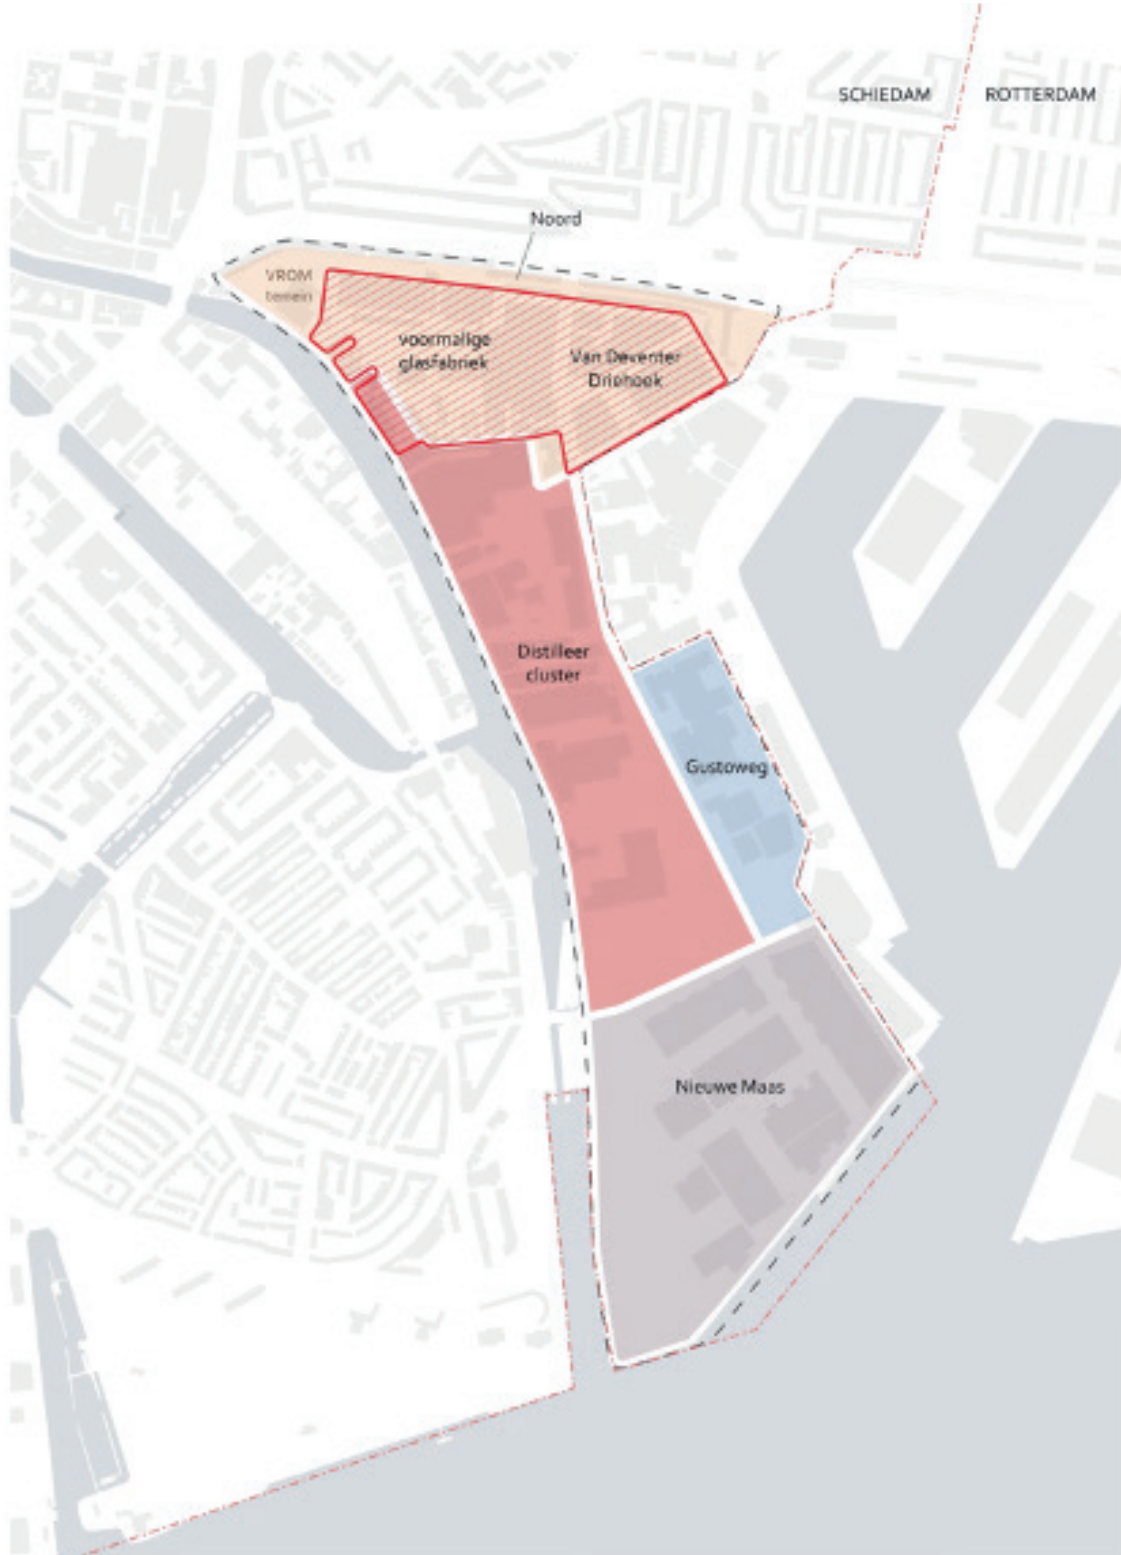 SCHIEDAM
ROTTERDAM
Noord
VROM
terrein
voormalige
glasfabriek
Van Deventer
Driehoek
Distilleer
cluster
Gustoweg
Nieuwe Maas